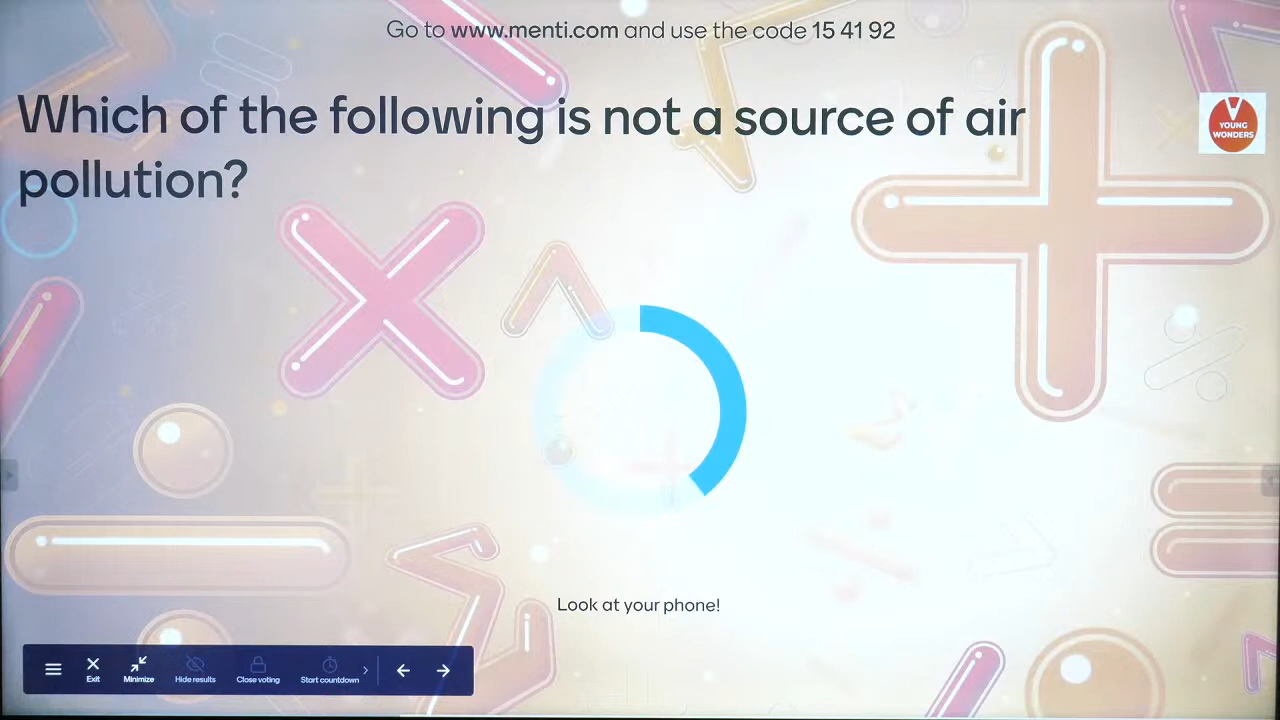 Go to www.menti.com and use the code 15 41 92
Which of the following is not a source of air
pollution?
YOUNG
WONDERS
Look at your phone!
Exit
Minimize
Hide results
Close voting
Start countdown